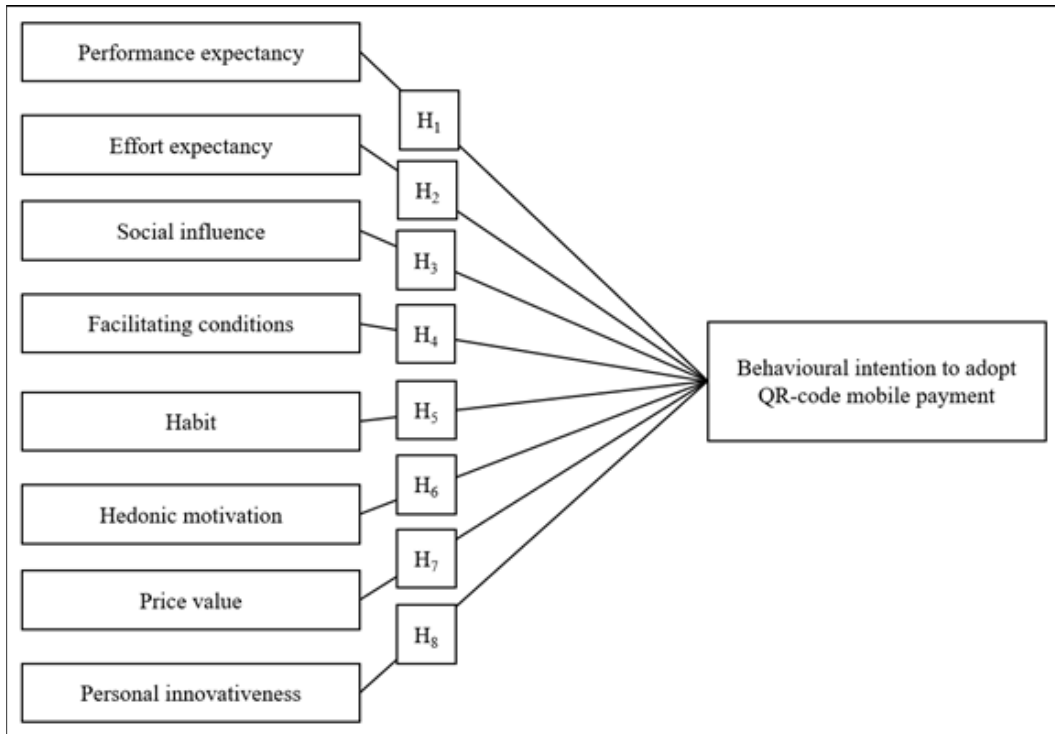 Performance expectancy
H₁
Effort expectancy
H₂
Social influence
H₃
Facilitating conditions
H₄
Behavioural intention to adopt
QR-code mobile payment
Habit
H₅
Hedonic motivation
H₆
Price value
H₇
Personal innovativeness
H₈